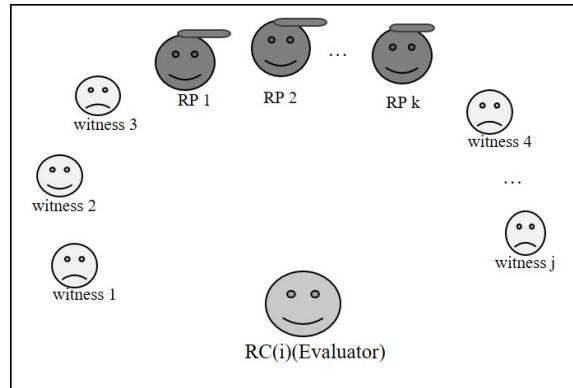 RP 1
RP 2
…
RP k
witness 3
witness 4
witness 2
…
witness 1
witness j
RC(i)(Evaluator)